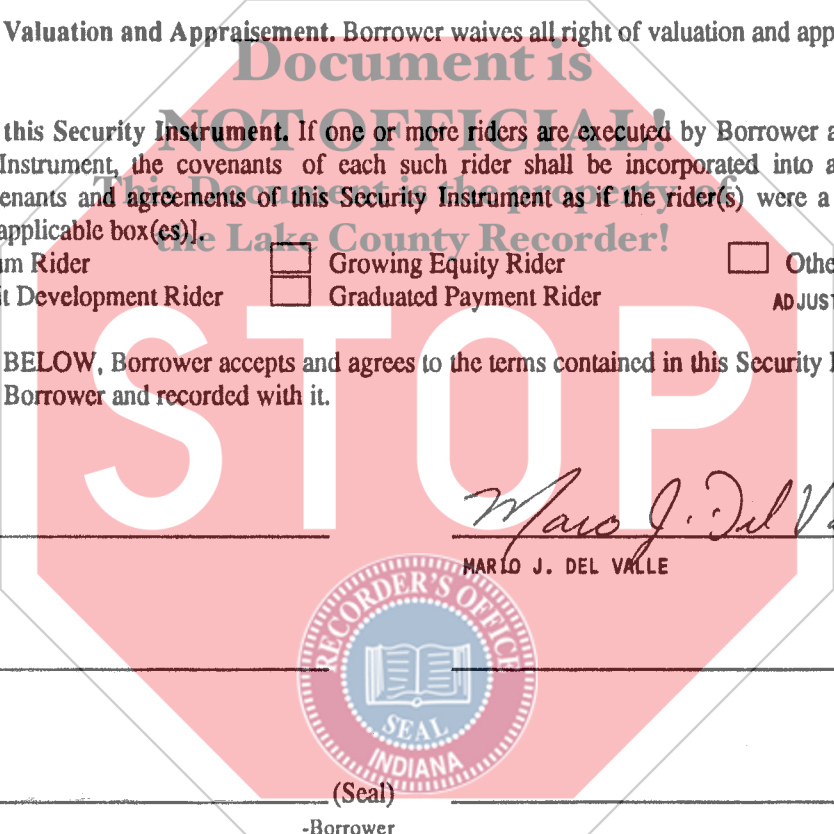 Valuation and Appraisement. Borrower waives all right of valuation and app
Document is
NOT OFFICIAL!
this Security Instrument. If one or more riders are executed by Borrower a
Instrument, the covenants of each such rider shall be incorporated into a
This Document is the property of
enants and agreements of this Security Instrument as if the rider(s) were a
applicable box(es)].
the Lake County Recorder!
m Rider Growing Equity Rider Othe
t Development Rider Graduated Payment Rider ADJUST
STOP
BELOW, Borrower accepts and agrees to the terms contained in this Security I
Borrower and recorded with it.
Mario J. Del Va
MARIO J. DEL VALLE
RECORDER'S OFFICE
SEAL
INDIANA
(Seal)
-Borrower